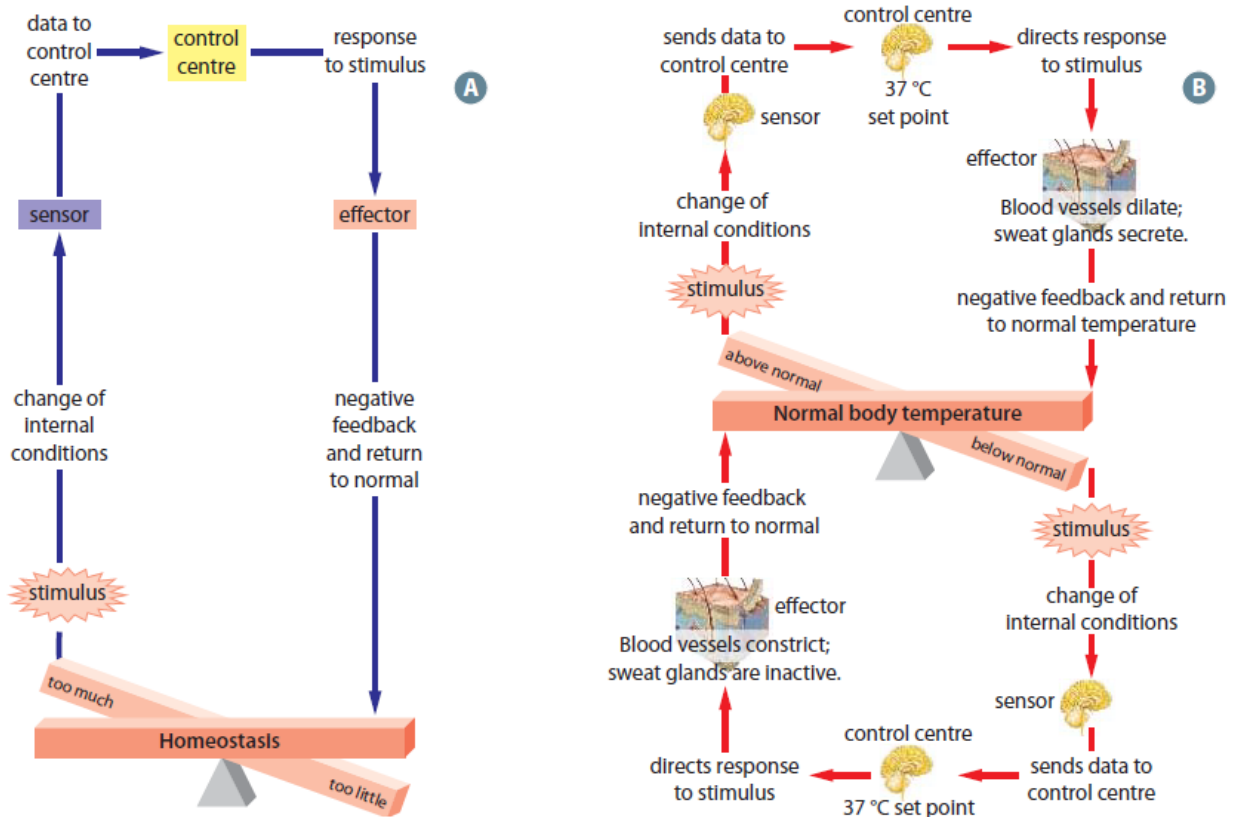 data to
control
centre
control
centre
response
to stimulus
A
sensor
effector
change of
internal
conditions
negative
feedback
and return
to normal
stimulus
too much
Homeostasis
too little
control centre
sends data to
control centre
directs response
to stimulus
B
37 °C
set point
sensor
effector
Blood vessels dilate;
sweat glands secrete.
change of
internal conditions
stimulus
negative feedback and return
to normal temperature
above normal
Normal body temperature
below normal
negative feedback
and return to normal
stimulus
effector
Blood vessels constrict;
sweat glands are inactive.
change of
internal conditions
sensor
control centre
directs response
to stimulus
37 °C set point
sends data to
control centre